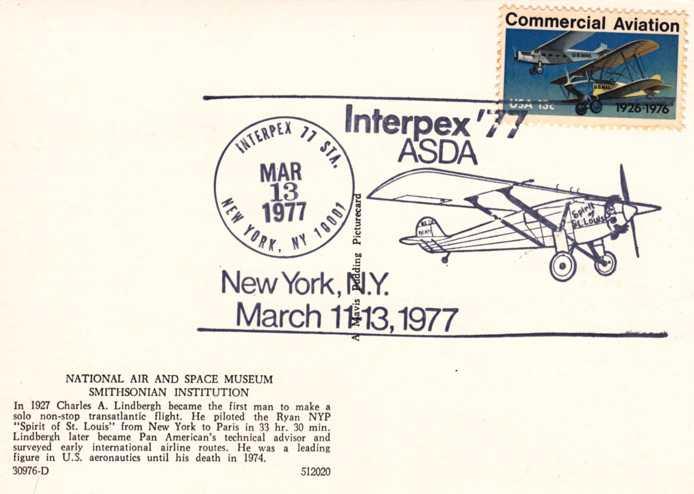 Commercial Aviation
U.S. MAIL
U.S. MAIL
USA 13c
1926-1976
Interpex '77
ASDA
INTERPEX 77 STA.
MAR
13
1977
NEW YORK, NY 10001
Spirit
of
St. Louis
New York, N.Y.
March 11-13, 1977
A Mavis Pudding Picturecard
NATIONAL AIR AND SPACE MUSEUM
SMITHSONIAN INSTITUTION
In 1927 Charles A. Lindbergh became the first man to make a
solo non-stop transatlantic flight. He piloted the Ryan NYP
"Spirit of St. Louis" from New York to Paris in 33 hr. 30 min.
Lindbergh later became Pan American's technical advisor and
surveyed early international airline routes. He was a leading
figure in U.S. aeronautics until his death in 1974.
30976-D 512020